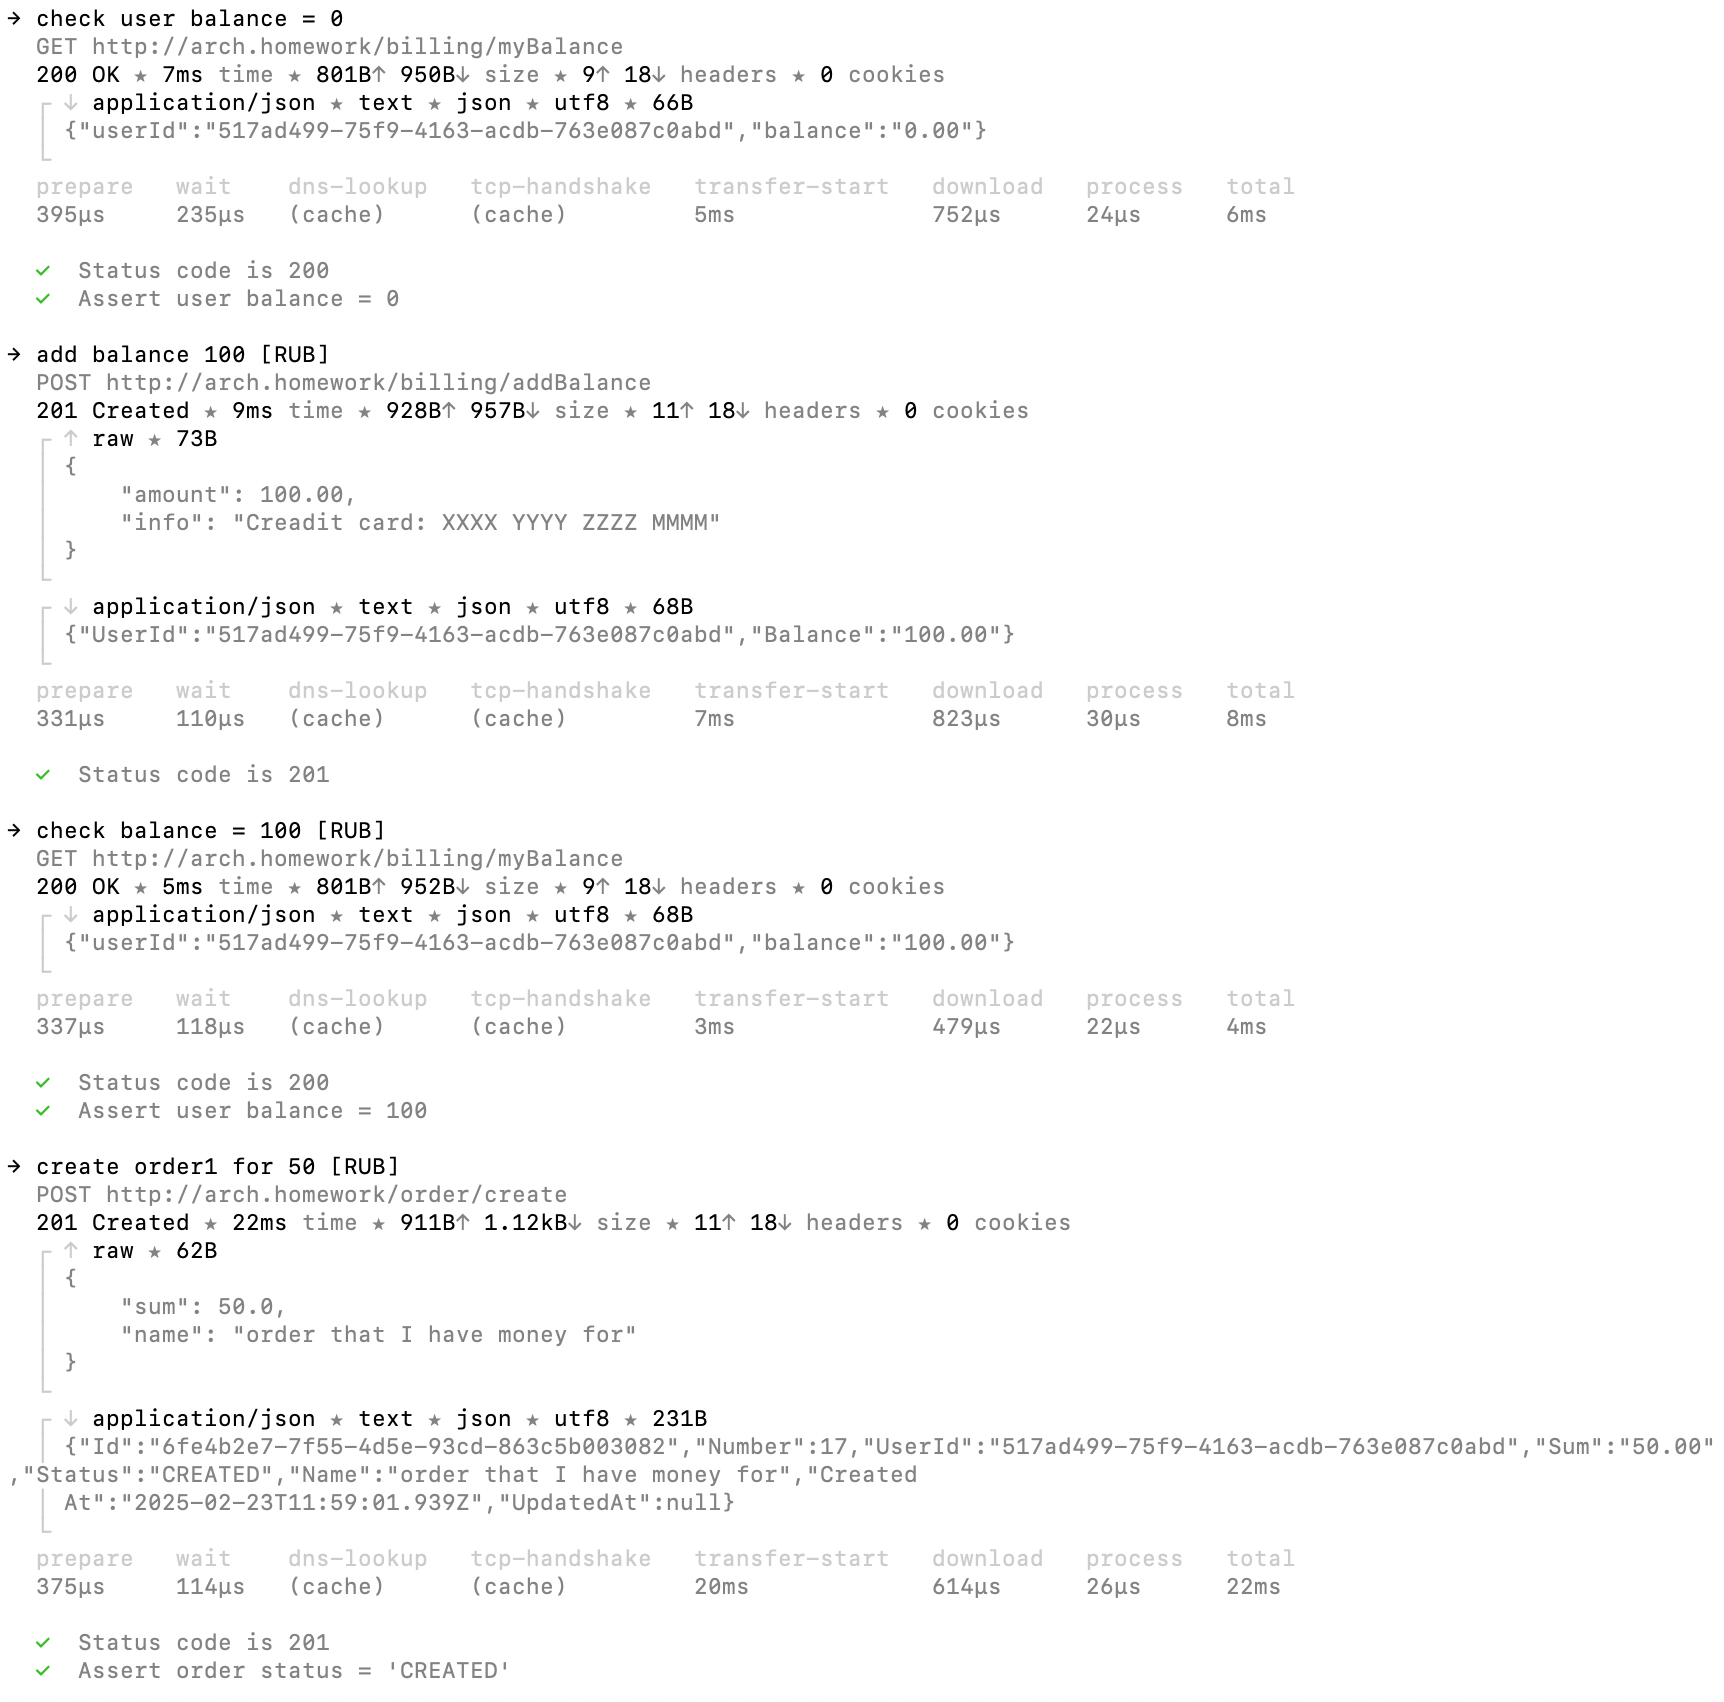 → check user balance = 0
GET http://arch.homework/billing/myBalance
200 OK ★ 7ms time ★ 801B↑ 950B↓ size ★ 9↑ 18↓ headers ★ 0 cookies
┌ ↓ application/json ★ text ★ json ★ utf8 ★ 66B
│ {"userId":"517ad499-75f9-4163-acdb-763e087c0abd","balance":"0.00"}
└
prepare wait dns-lookup tcp-handshake transfer-start download process total
395µs 235µs (cache) (cache) 5ms 752µs 24µs 6ms
✓ Status code is 200
✓ Assert user balance = 0
→ add balance 100 [RUB]
POST http://arch.homework/billing/addBalance
201 Created ★ 9ms time ★ 928B↑ 957B↓ size ★ 11↑ 18↓ headers ★ 0 cookies
┌ ↑ raw ★ 73B
│ {
│ "amount": 100.00,
│ "info": "Creadit card: XXXX YYYY ZZZZ MMMM"
│ }
└
┌ ↓ application/json ★ text ★ json ★ utf8 ★ 68B
│ {"UserId":"517ad499-75f9-4163-acdb-763e087c0abd","Balance":"100.00"}
└
prepare wait dns-lookup tcp-handshake transfer-start download process total
331µs 110µs (cache) (cache) 7ms 823µs 30µs 8ms
✓ Status code is 201
→ check balance = 100 [RUB]
GET http://arch.homework/billing/myBalance
200 OK ★ 5ms time ★ 801B↑ 952B↓ size ★ 9↑ 18↓ headers ★ 0 cookies
┌ ↓ application/json ★ text ★ json ★ utf8 ★ 68B
│ {"userId":"517ad499-75f9-4163-acdb-763e087c0abd","balance":"100.00"}
└
prepare wait dns-lookup tcp-handshake transfer-start download process total
337µs 118µs (cache) (cache) 3ms 479µs 22µs 4ms
✓ Status code is 200
✓ Assert user balance = 100
→ create order1 for 50 [RUB]
POST http://arch.homework/order/create
201 Created ★ 22ms time ★ 911B↑ 1.12kB↓ size ★ 11↑ 18↓ headers ★ 0 cookies
┌ ↑ raw ★ 62B
│ {
│ "sum": 50.0,
│ "name": "order that I have money for"
│ }
└
┌ ↓ application/json ★ text ★ json ★ utf8 ★ 231B
│ {"Id":"6fe4b2e7-7f55-4d5e-93cd-863c5b003082","Number":17,"UserId":"517ad499-75f9-4163-acdb-763e087c0abd","Sum":"50.00"
,"Status":"CREATED","Name":"order that I have money for","Created
│ At":"2025-02-23T11:59:01.939Z","UpdatedAt":null}
└
prepare wait dns-lookup tcp-handshake transfer-start download process total
375µs 114µs (cache) (cache) 20ms 614µs 26µs 22ms
✓ Status code is 201
✓ Assert order status = 'CREATED'